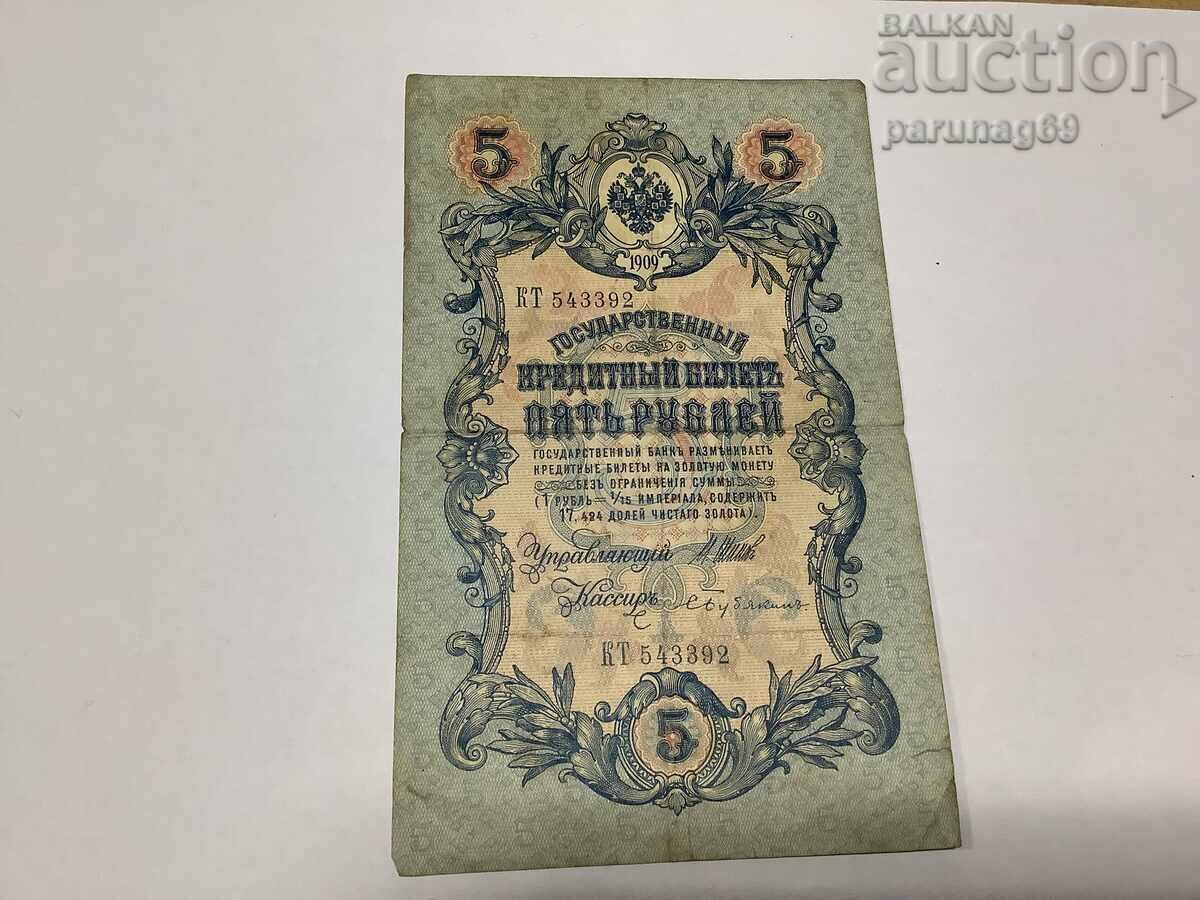 BALKAN
auction
parunag69
5 5
1909
КТ 543392
ГОСУДАРСТВЕННЫЙ
КРЕДИТНЫЙ БИЛЕТЪ
ПЯТЬ РУБЛЕЙ
ГОСУДАРСТВЕННЫЙ БАНКЪ РАЗМѢНИВАЕТЪ
КРЕДИТНЫЕ БИЛЕТЫ НА ЗОЛОТУЮ МОНЕТУ
БЕЗЪ ОГРАНИЧЕНІЯ СУММЫ
(1 РУБЛЬ = 1/15 ИМПЕРІАЛА, СОДЕРЖИТЪ
17,424 ДОЛЕЙ ЧИСТАГО ЗОЛОТА).
Управляющій
Кассиръ
КТ 543392
5